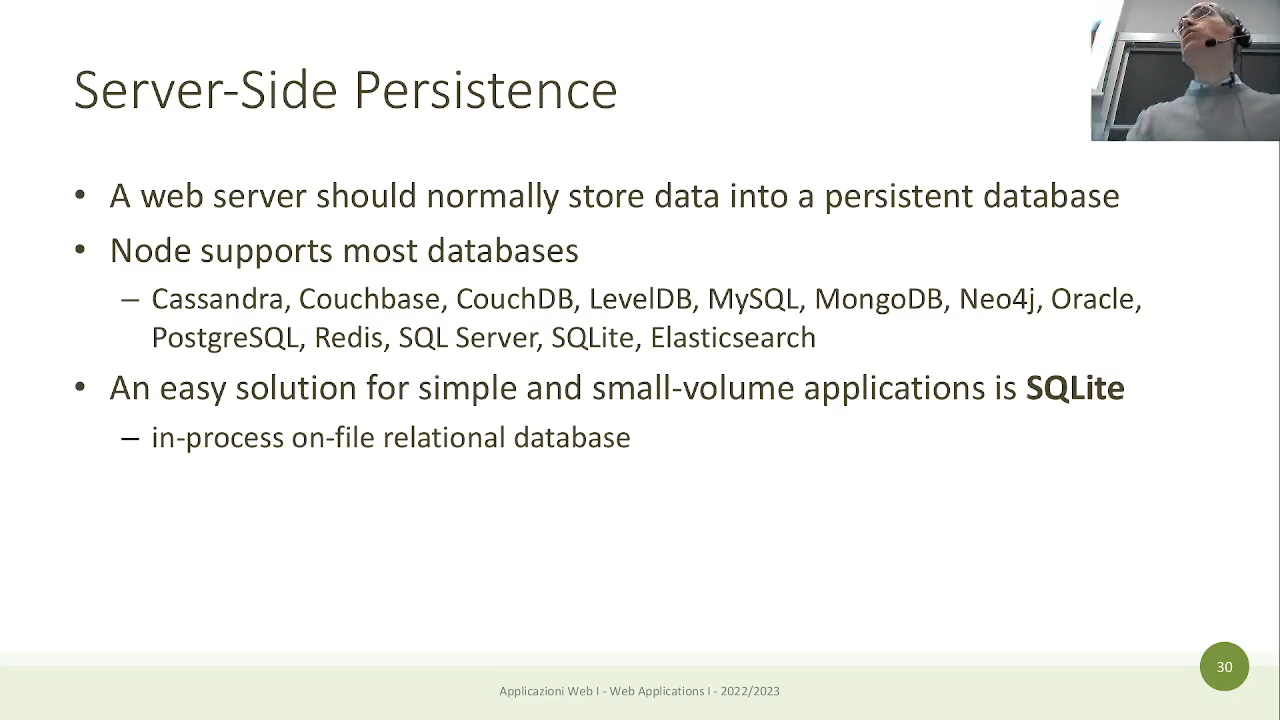 Server-Side Persistence
• A web server should normally store data into a persistent database
• Node supports most databases
– Cassandra, Couchbase, CouchDB, LevelDB, MySQL, MongoDB, Neo4j, Oracle,
PostgreSQL, Redis, SQL Server, SQLite, Elasticsearch
• An easy solution for simple and small-volume applications is SQLite
– in-process on-file relational database
30
Applicazioni Web I - Web Applications I - 2022/2023